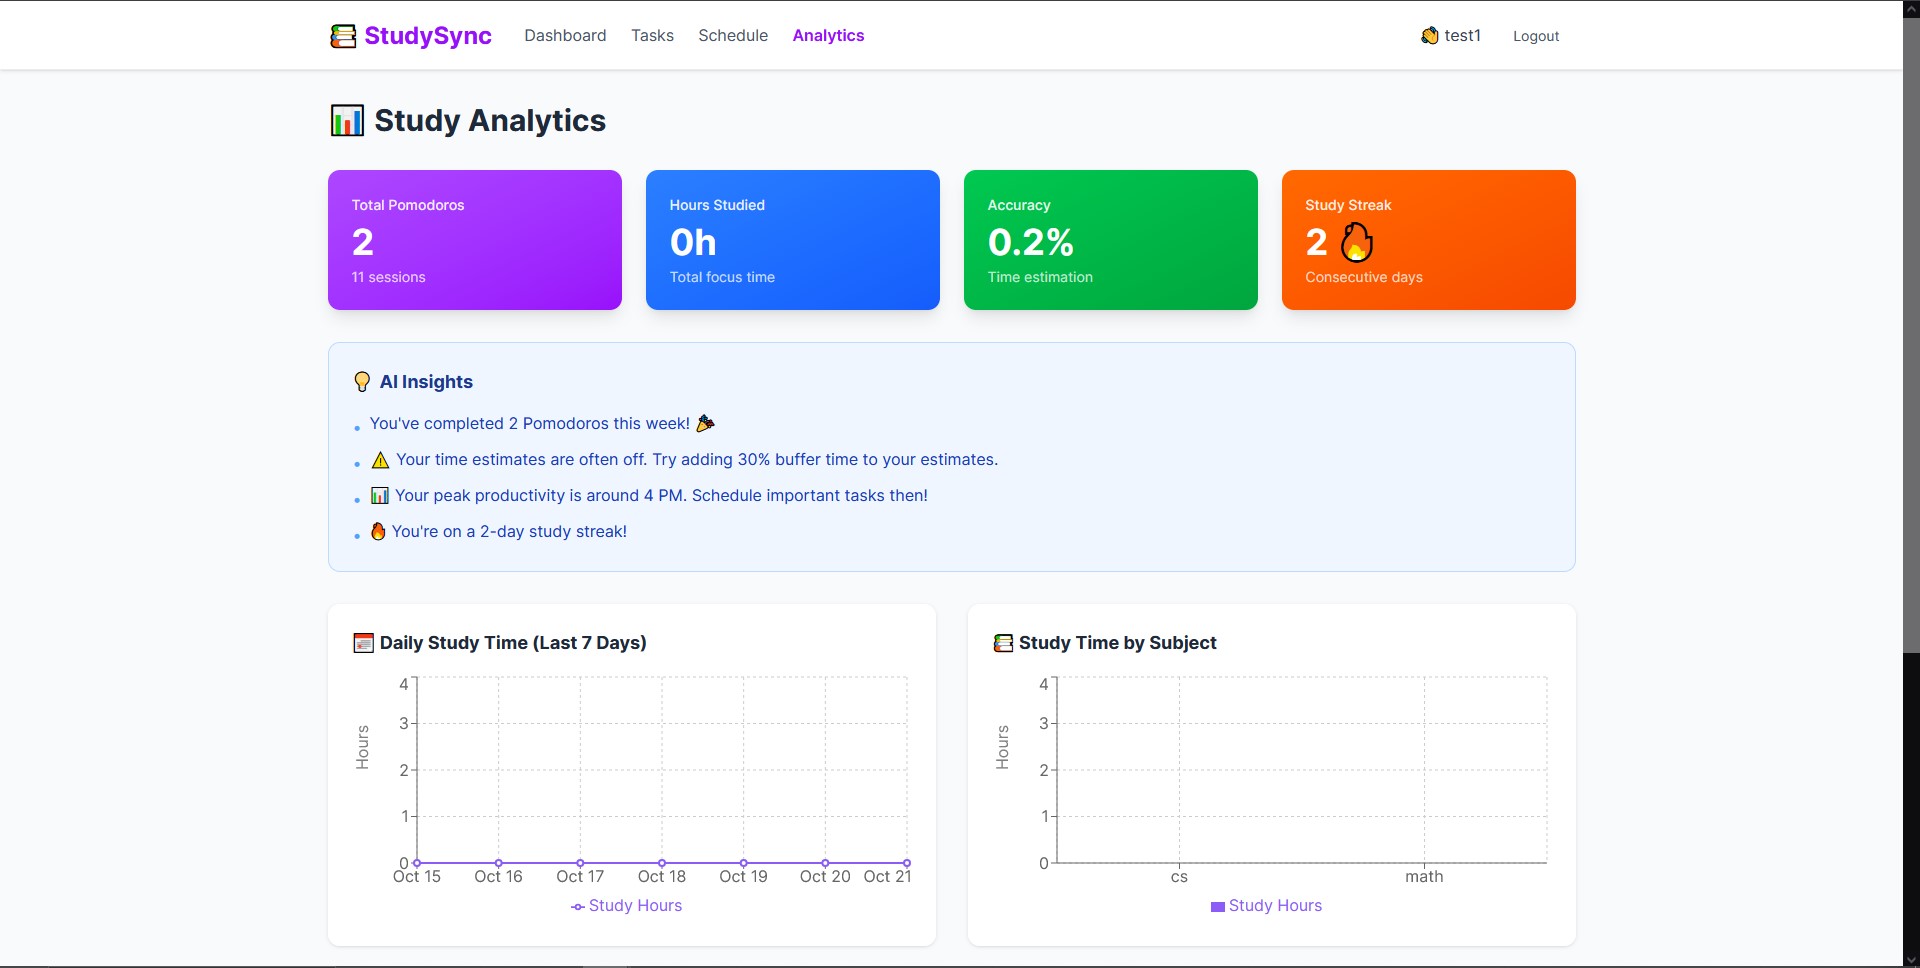 StudySync Dashboard Tasks Schedule Analytics test1 Logout
Study Analytics
Total Pomodoros
2
11 sessions
Hours Studied
0h
Total focus time
Accuracy
0.2%
Time estimation
Study Streak
2
Consecutive days
AI Insights
You've completed 2 Pomodoros this week!
Your time estimates are often off. Try adding 30% buffer time to your estimates.
Your peak productivity is around 4 PM. Schedule important tasks then!
You're on a 2-day study streak!
Daily Study Time (Last 7 Days)
Hours
4
3
2
1
0
Oct 15 Oct 16 Oct 17 Oct 18 Oct 19 Oct 20 Oct 21
Study Hours
Study Time by Subject
Hours
4
3
2
1
0
cs math
Study Hours